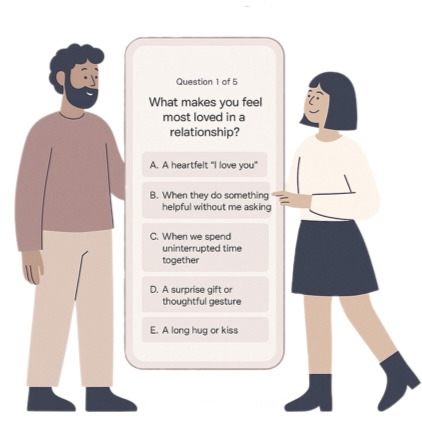 Question 1 of 5
What makes you feel
most loved in a
relationship?
A. A heartfelt “I love you”
B. When they do something
helpful without me asking
C. When we spend
uninterrupted time
together
D. A surprise gift or
thoughtful gesture
E. A long hug or kiss